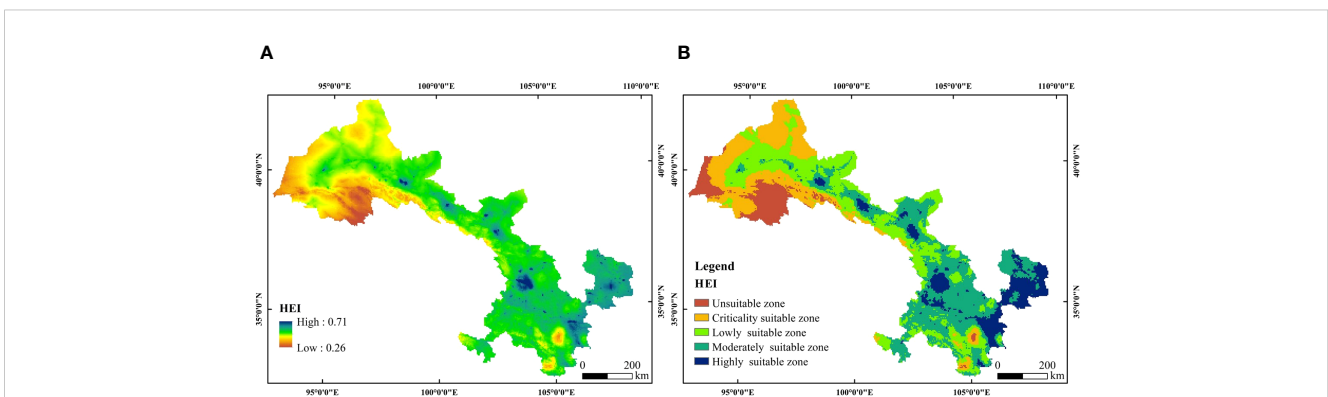 A
B
95°0'0"E 100°0'0"E 105°0'0"E 110°0'0"E
95°0'0"E 100°0'0"E 105°0'0"E 110°0'0"E
40°0'0"N
40°0'0"N
40°0'0"N
40°0'0"N
35°0'0"N
35°0'0"N
35°0'0"N
35°0'0"N
HEI
High : 0.71
Low : 0.26
0 200
km
Legend
HEI
Unsuitable zone
Criticality suitable zone
Lowly suitable zone
Moderately suitable zone
Highly suitable zone
0 200
km
95°0'0"E 100°0'0"E 105°0'0"E
95°0'0"E 100°0'0"E 105°0'0"E